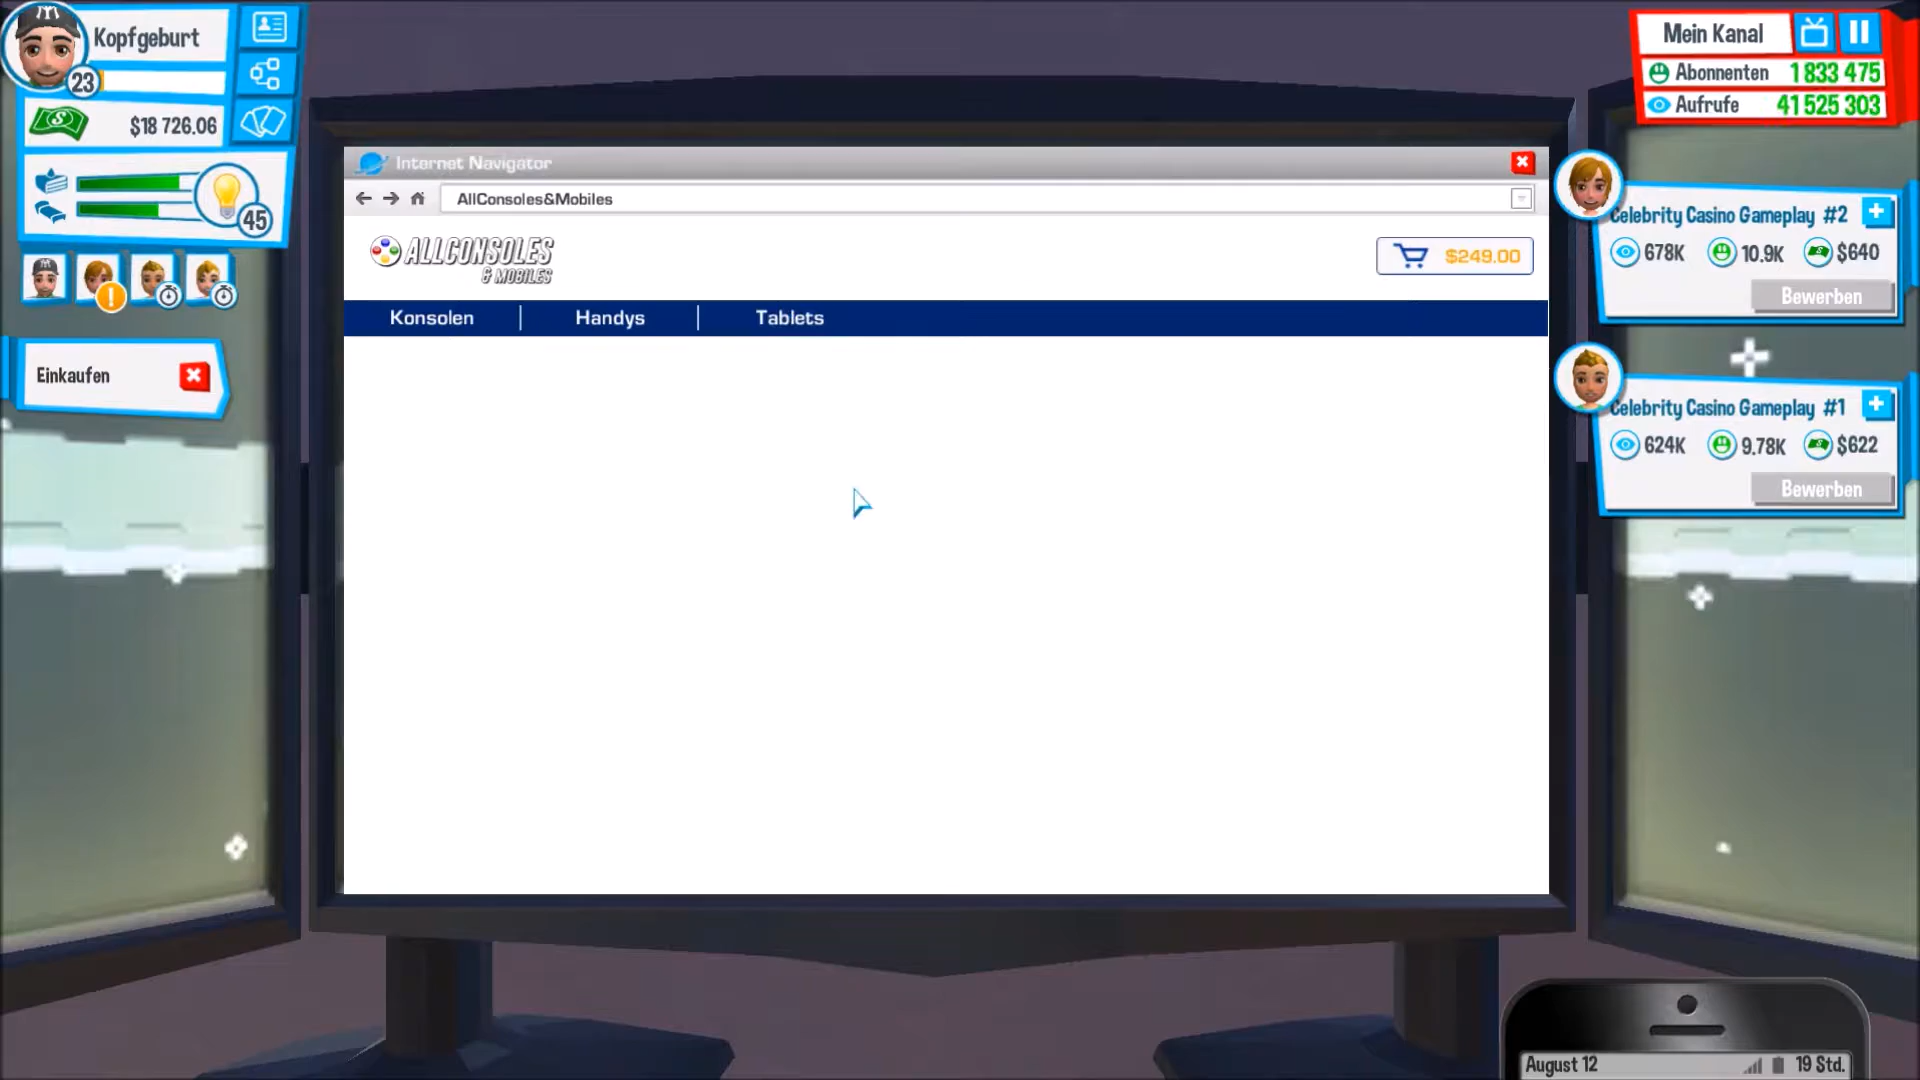 Kopfgeburt
23
$18 726.06
45
Einkaufen
Internet Navigator
AllConsoles&Mobiles
ALLCONSOLES
& MOBILES
$249.00
Konsolen
Handys
Tablets
Mein Kanal
Abonnenten 1 833 475
Aufrufe 41 525 303
Celebrity Casino Gameplay #2
678K 10.9K $640
Bewerben
Celebrity Casino Gameplay #1
624K 9.78K $622
Bewerben
August 12
19 Std.